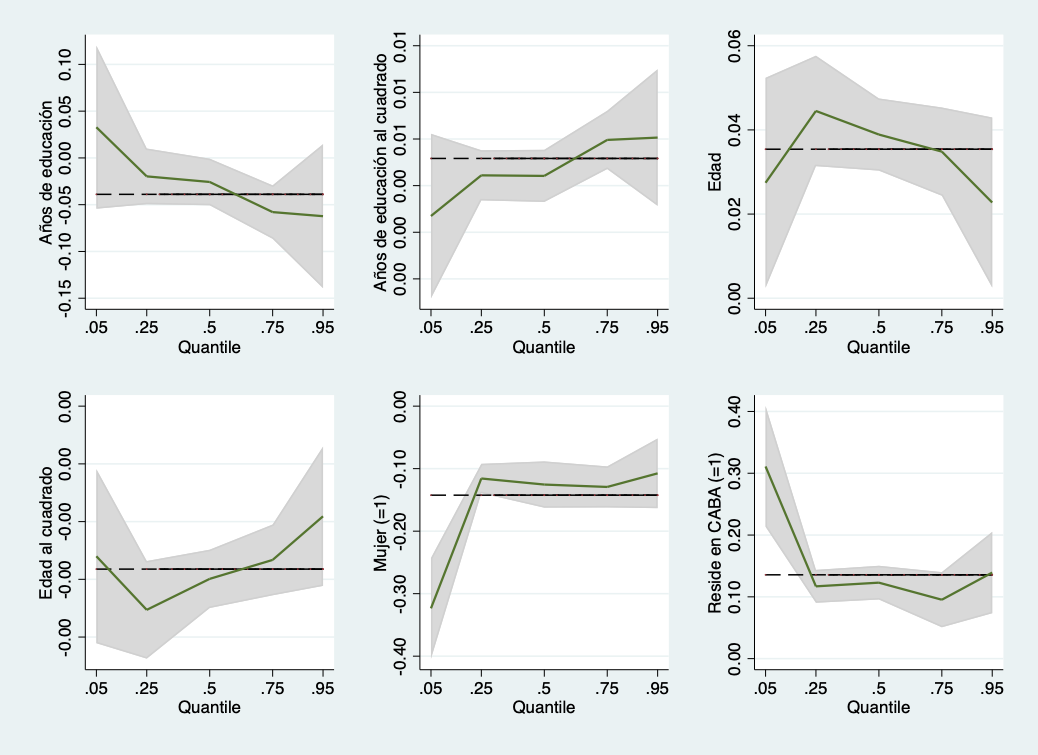 Años de educación
0.10
0.05
0.00
-0.05
-0.10
-0.15
.05 .25 .5 .75 .95
Quantile
Años de educación al cuadrado
0.01
0.01
0.01
0.00
0.00
0.00
.05 .25 .5 .75 .95
Quantile
Edad
0.06
0.04
0.02
0.00
.05 .25 .5 .75 .95
Quantile
Edad al cuadrado
0.00
0.00
-0.00
-0.00
-0.00
.05 .25 .5 .75 .95
Quantile
Mujer (=1)
0.00
-0.10
-0.20
-0.30
-0.40
.05 .25 .5 .75 .95
Quantile
Reside en CABA (=1)
0.40
0.30
0.20
0.10
0.00
.05 .25 .5 .75 .95
Quantile